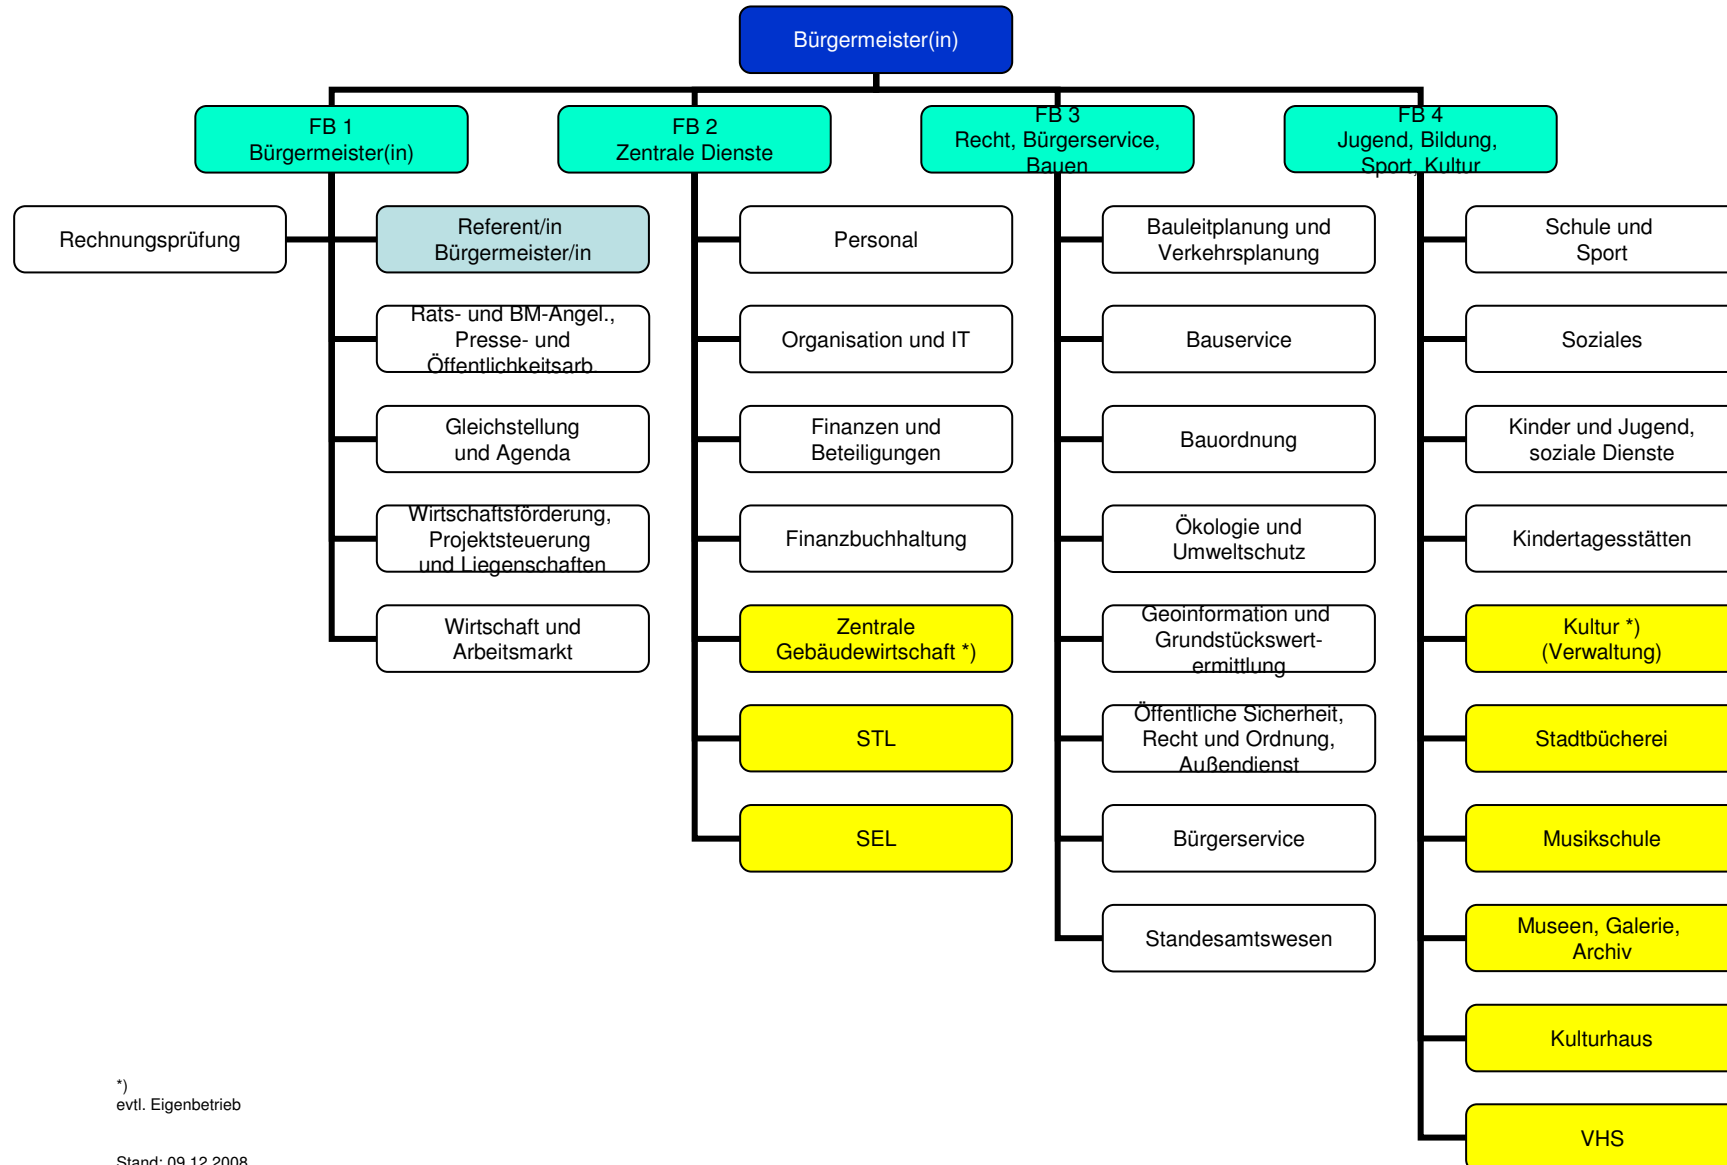 Bürgermeister(in)
FB 1
Bürgermeister(in)
FB 2
Zentrale Dienste
FB 3
Recht, Bürgerservice,
Bauen
FB 4
Jugend, Bildung,
Sport, Kultur
Rechnungsprüfung
Referent/in
Bürgermeister/in
Rats- und BM-Angel.,
Presse- und
Öffentlichkeitsarb.
Gleichstellung
und Agenda
Wirtschaftsförderung,
Projektsteuerung
und Liegenschaften
Wirtschaft und
Arbeitsmarkt
Personal
Organisation und IT
Finanzen und
Beteiligungen
Finanzbuchhaltung
Zentrale
Gebäudewirtschaft *)
STL
SEL
Bauleitplanung und
Verkehrsplanung
Bauservice
Bauordnung
Ökologie und
Umweltschutz
Geoinformation und
Grundstückswert-
ermittlung
Öffentliche Sicherheit,
Recht und Ordnung,
Außendienst
Bürgerservice
Standesamtswesen
Schule und
Sport
Soziales
Kinder und Jugend,
soziale Dienste
Kindertagesstätten
Kultur *)
(Verwaltung)
Stadtbücherei
Musikschule
Museen, Galerie,
Archiv
Kulturhaus
VHS
*)
evtl. Eigenbetrieb
Stand: 09.12.2008